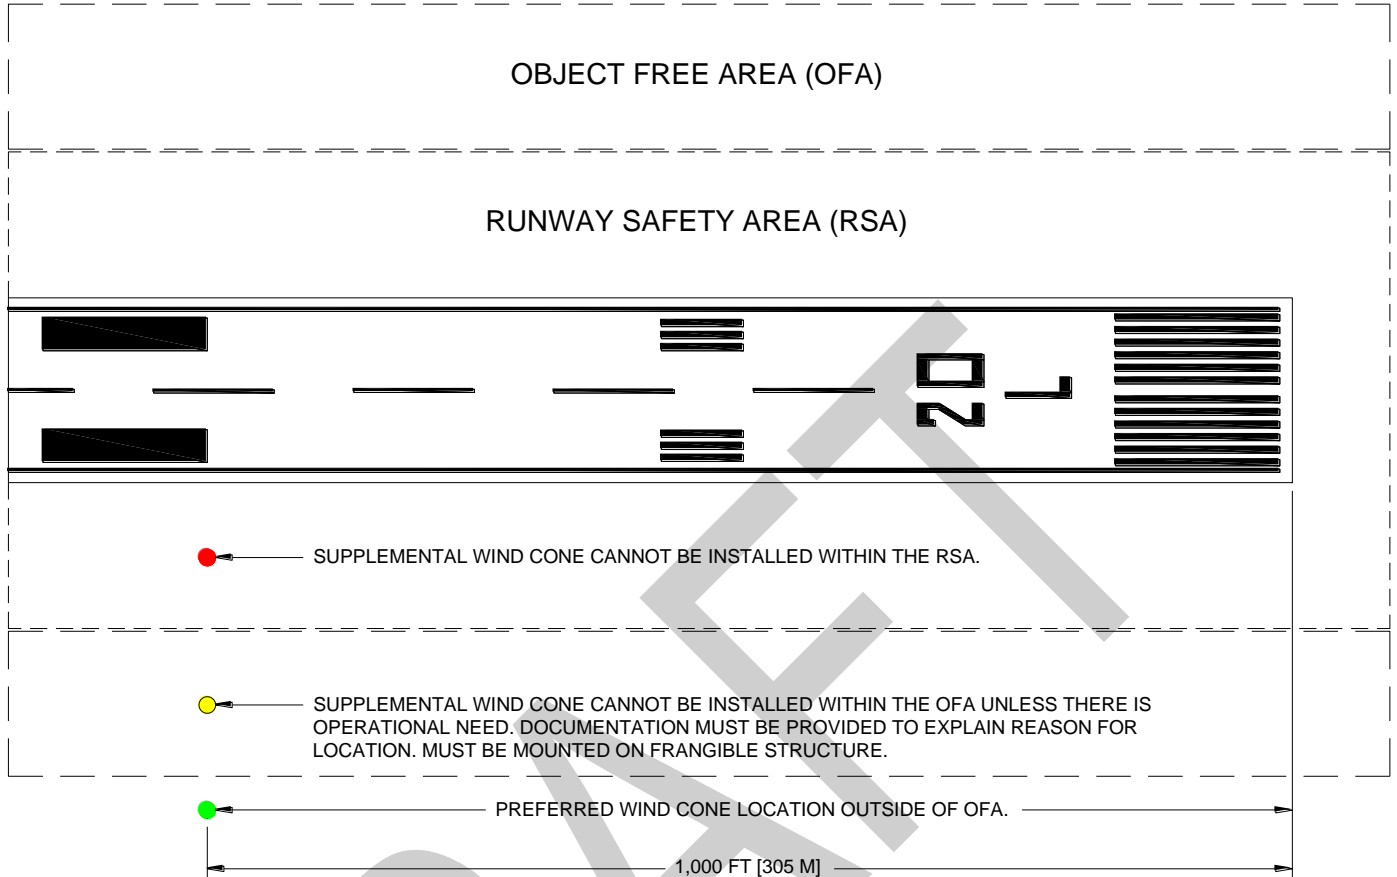 OBJECT FREE AREA (OFA)
RUNWAY SAFETY AREA (RSA)
20
L
SUPPLEMENTAL WIND CONE CANNOT BE INSTALLED WITHIN THE RSA.
SUPPLEMENTAL WIND CONE CANNOT BE INSTALLED WITHIN THE OFA UNLESS THERE IS
OPERATIONAL NEED. DOCUMENTATION MUST BE PROVIDED TO EXPLAIN REASON FOR
LOCATION. MUST BE MOUNTED ON FRANGIBLE STRUCTURE.
PREFERRED WIND CONE LOCATION OUTSIDE OF OFA.
1,000 FT [305 M]